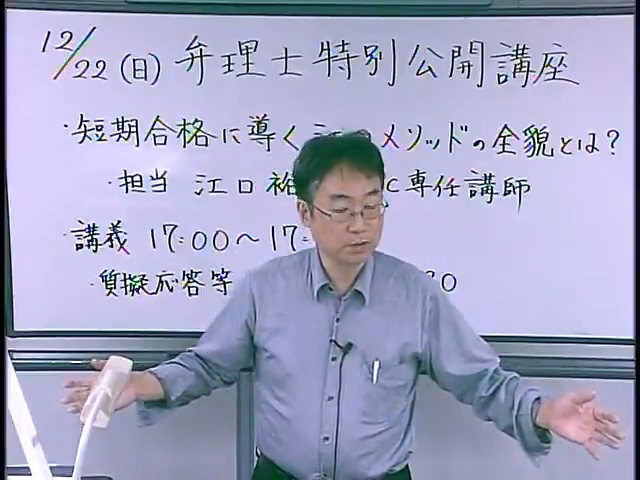 12/22(日) 弁理士特別公開講座
・短期合格に導く メソッドの全貌とは?
・担当 江口裕 C専任講師
・講義 17:00～17:
・質擬応答等 30